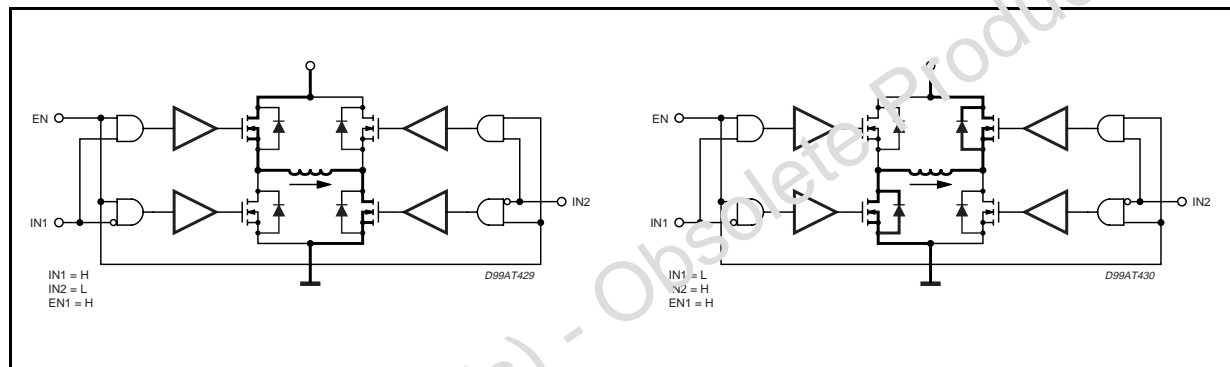 EN
IN1
IN2
IN1 = H
IN2 = L
EN1 = H
D99AT429
EN
IN1
IN2
IN1 = L
IN2 = H
EN1 = H
D99AT430
(s) - Obsolete Produc